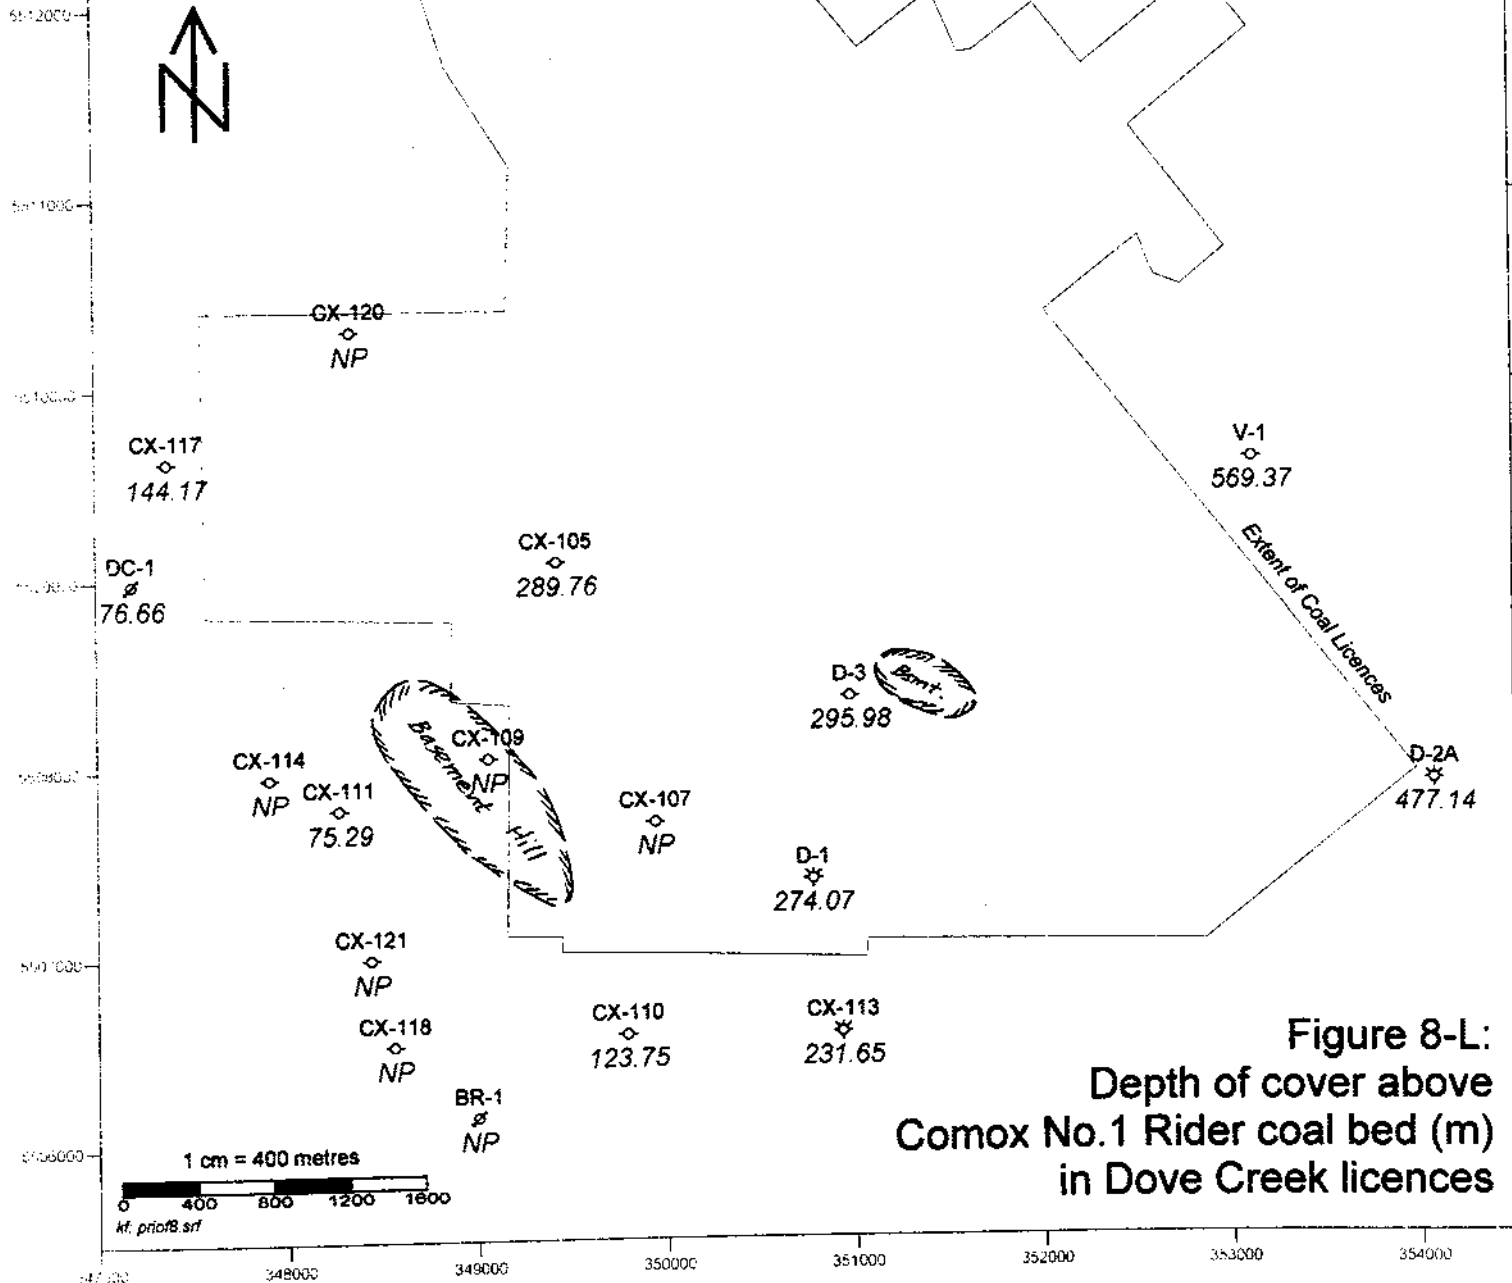 5512000
N
5511000
CX-120
NP
CX-117
144.17
V-1
569.37
CX-105
289.76
DC-1
76.66
Extent of Coal Licences
D-3
295.98
Bsmt.
Basement Hill
CX-109
NP
CX-114
NP
CX-111
75.29
CX-107
NP
D-2A
477.14
D-1
274.07
CX-121
NP
CX-118
NP
CX-110
123.75
CX-113
231.65
BR-1
NP
Figure 8-L:
Depth of cover above
Comox No.1 Rider coal bed (m)
in Dove Creek licences
1 cm = 400 metres
0 400 800 1200 1600
348000 349000 350000 351000 352000 353000 354000